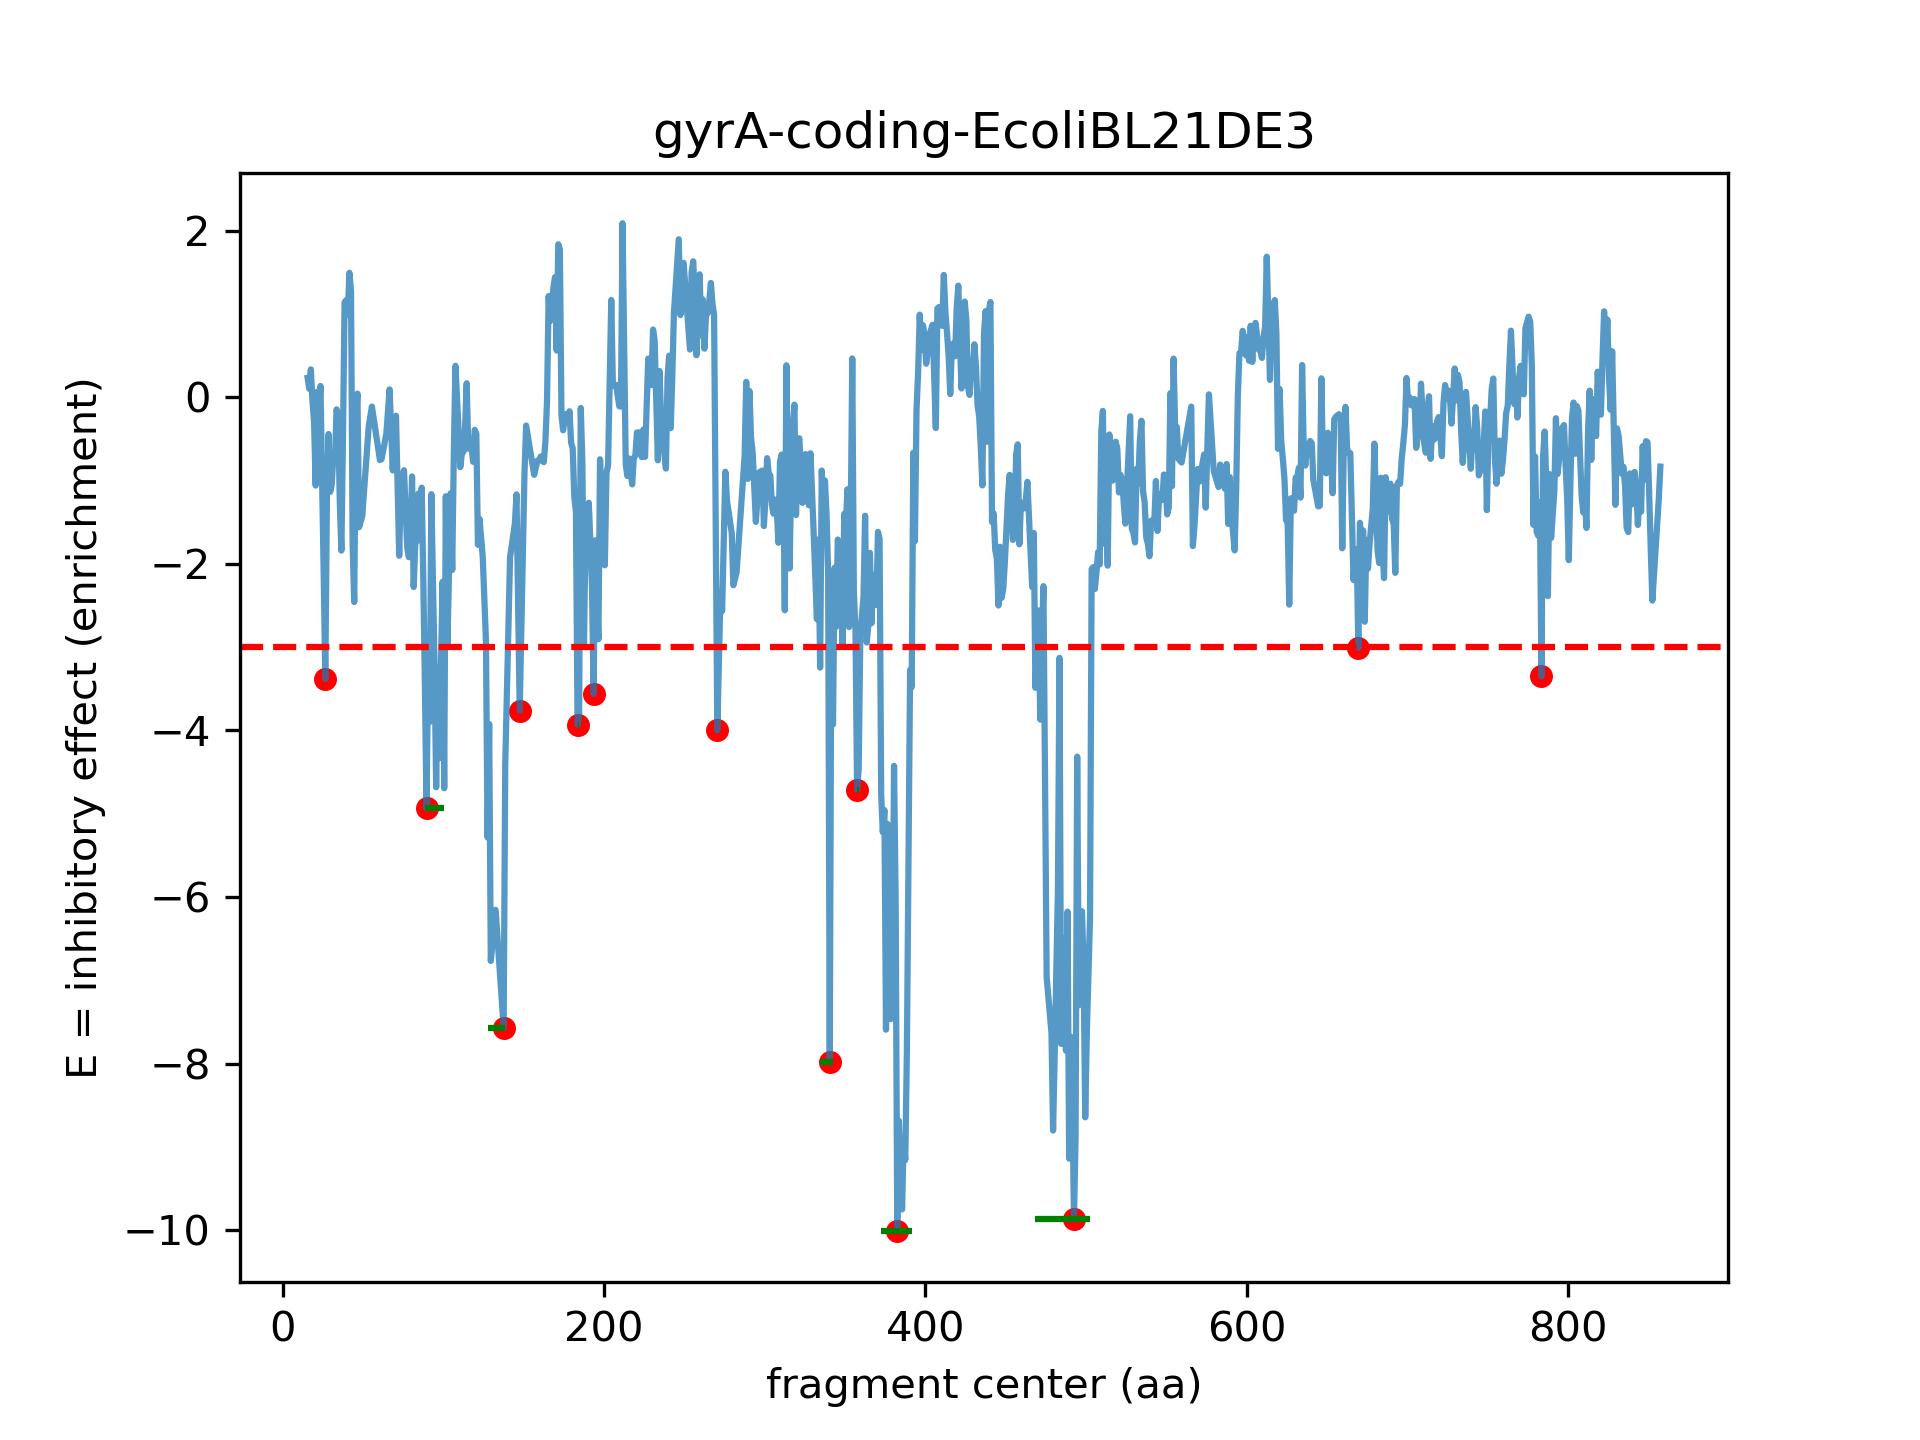 gyrA-coding-EcoliBL21DE3
E = inhibitory effect (enrichment)
2
0
−2
−4
−6
−8
−10
0 200 400 600 800
fragment center (aa)